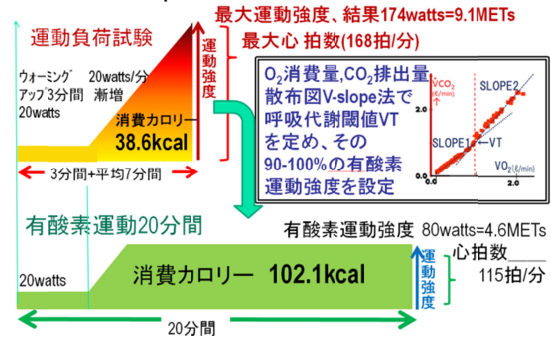 最大運動強度、結果174watts=9.1METs
最大心 拍数(168拍/分)
運動負荷試験
運動強度
ウォーミング
アップ3分間
20watts
20watts/分
漸増
消費カロリー
38.6kcal
3分間+平均7分間
O2消費量,CO2排出量
散布図V-slope法で
呼吸代謝閾値VT
を定め、その
90-100%の有酸素
運動強度を設定
V̇CO2
(ℓ/min)
SLOPE2
2.0
SLOPE1
VT
VO2(ℓ/min)
0.0
0.0
2.0
有酸素運動20分間
有酸素運動強度 80watts=4.6METs
心拍数____
115拍/分
運動強度
20watts
消費カロリー 102.1kcal
20分間